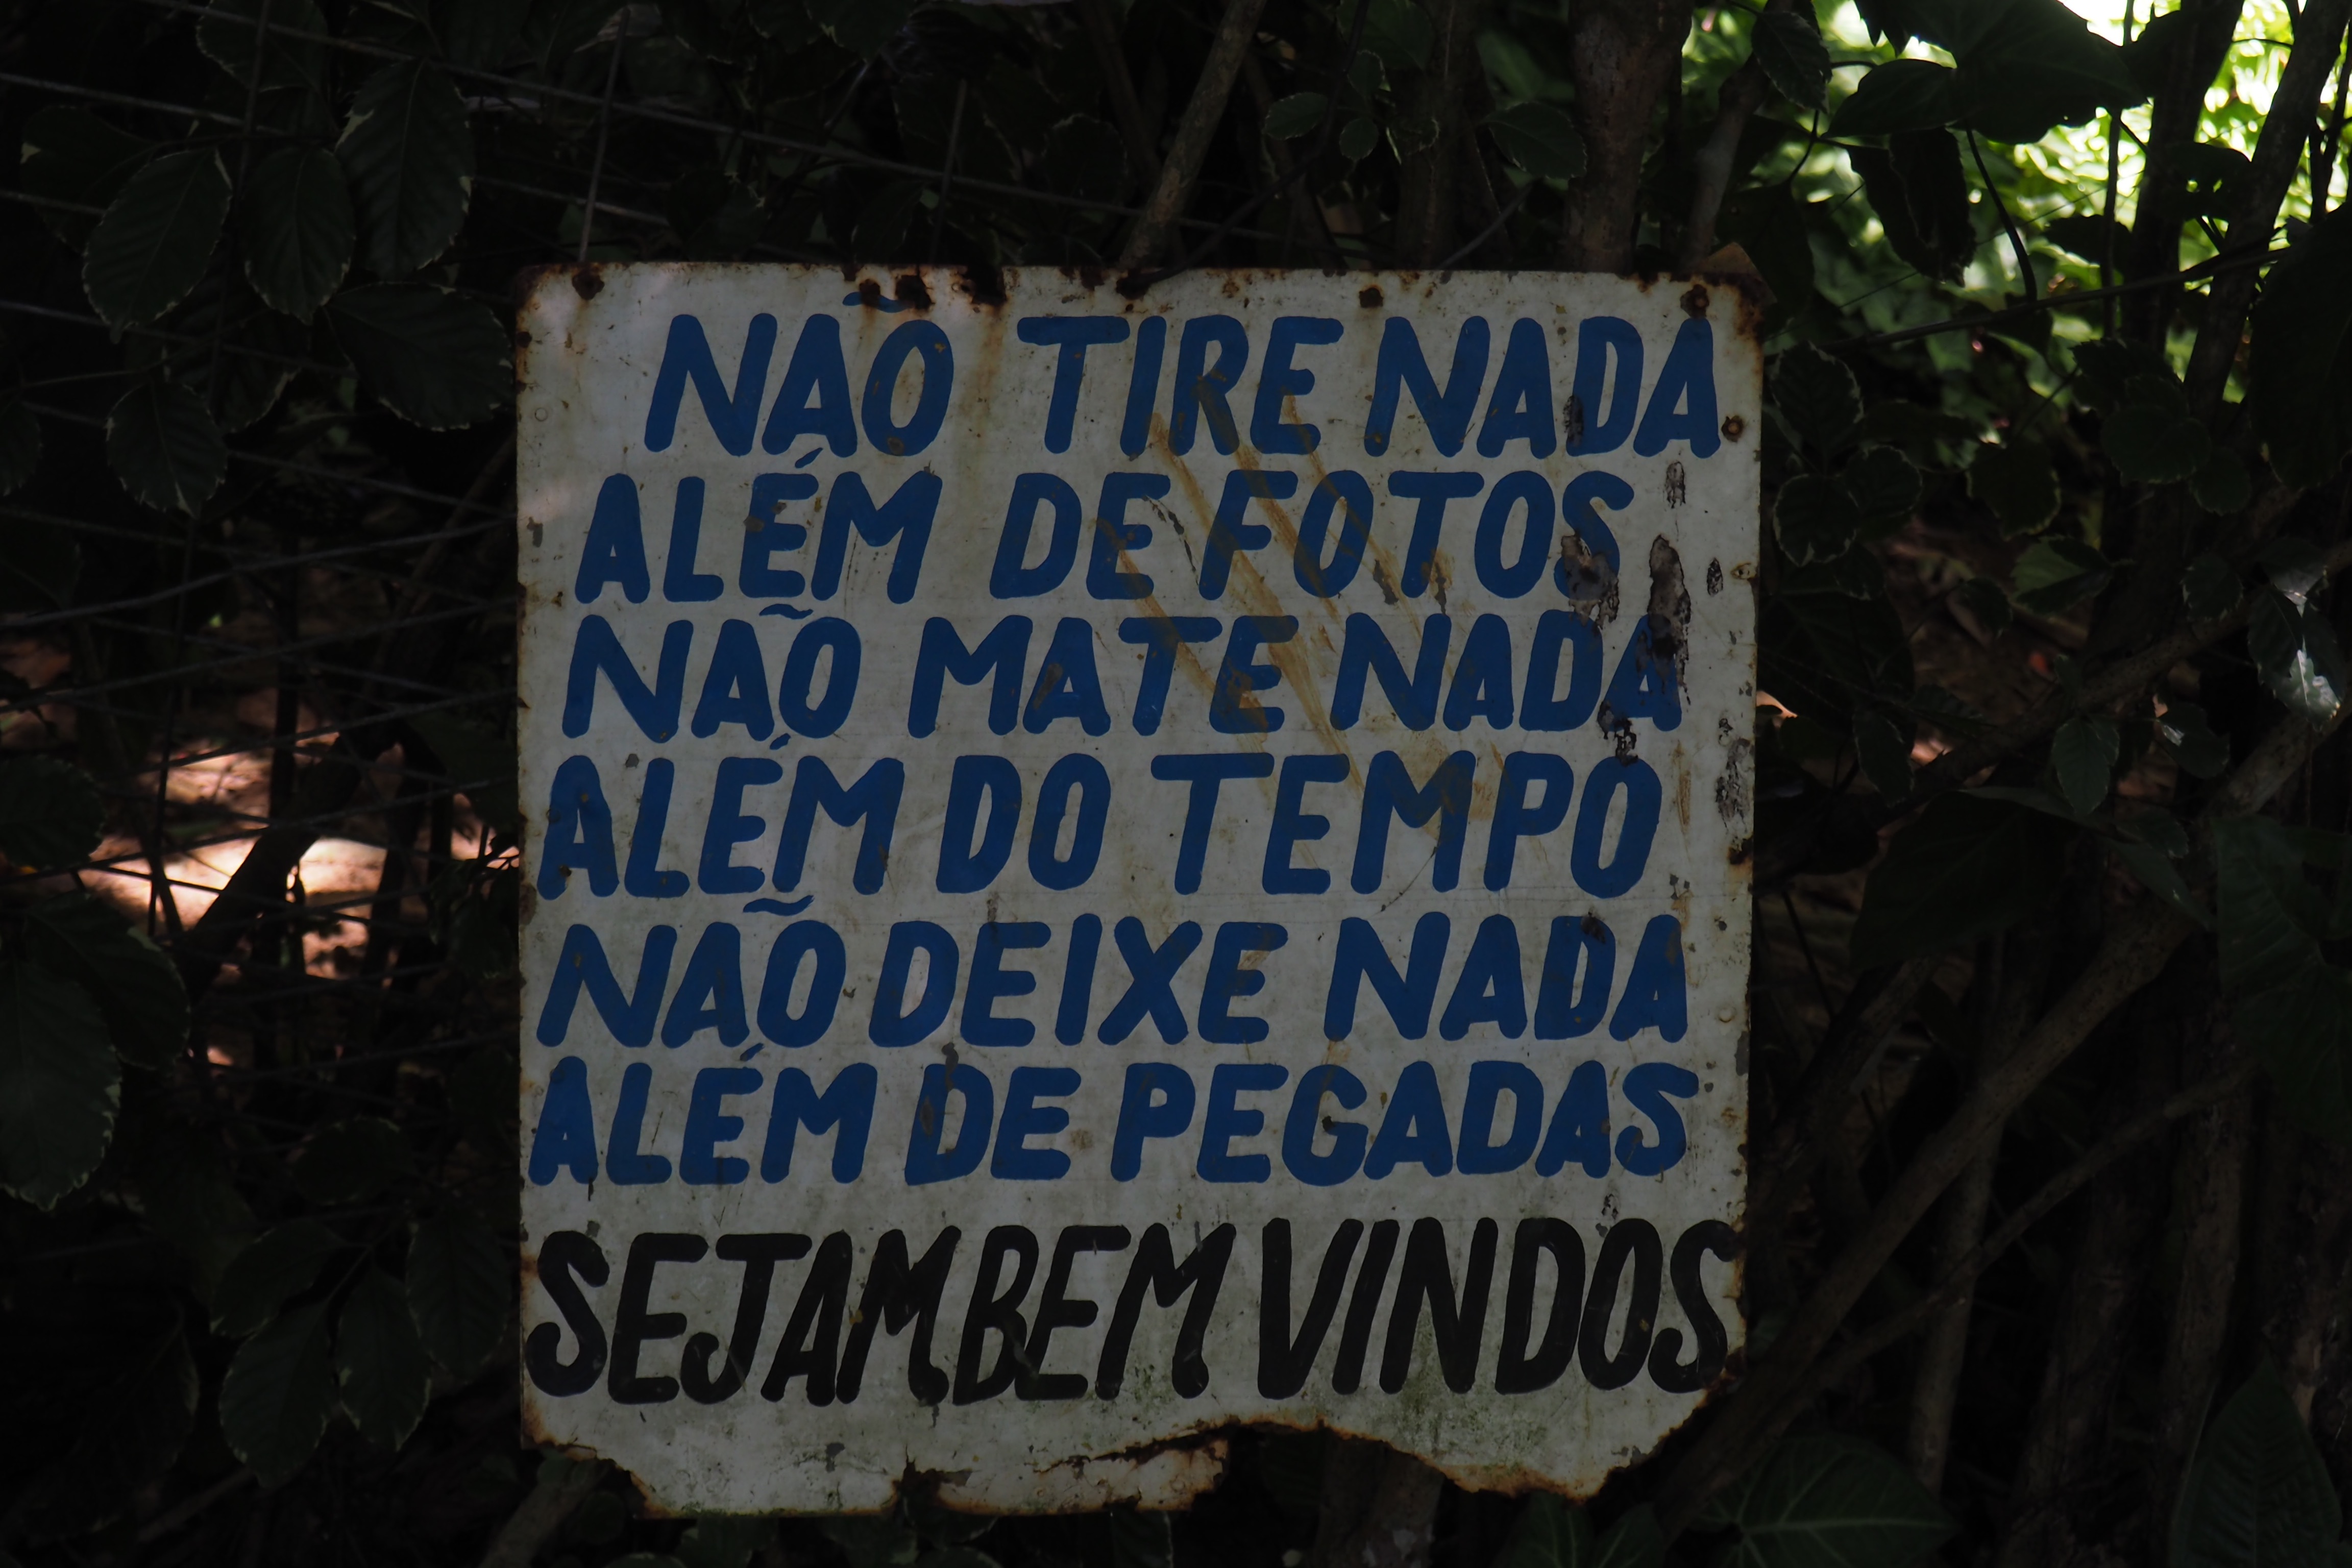 NÃO TIRE NADA
ALÉM DE FOTOS
NÃO MATE NADA
ALÉM DO TEMPO
NÃO DEIXE NADA
ALÉM DE PEGADAS
SEJAM BEM VINDOS